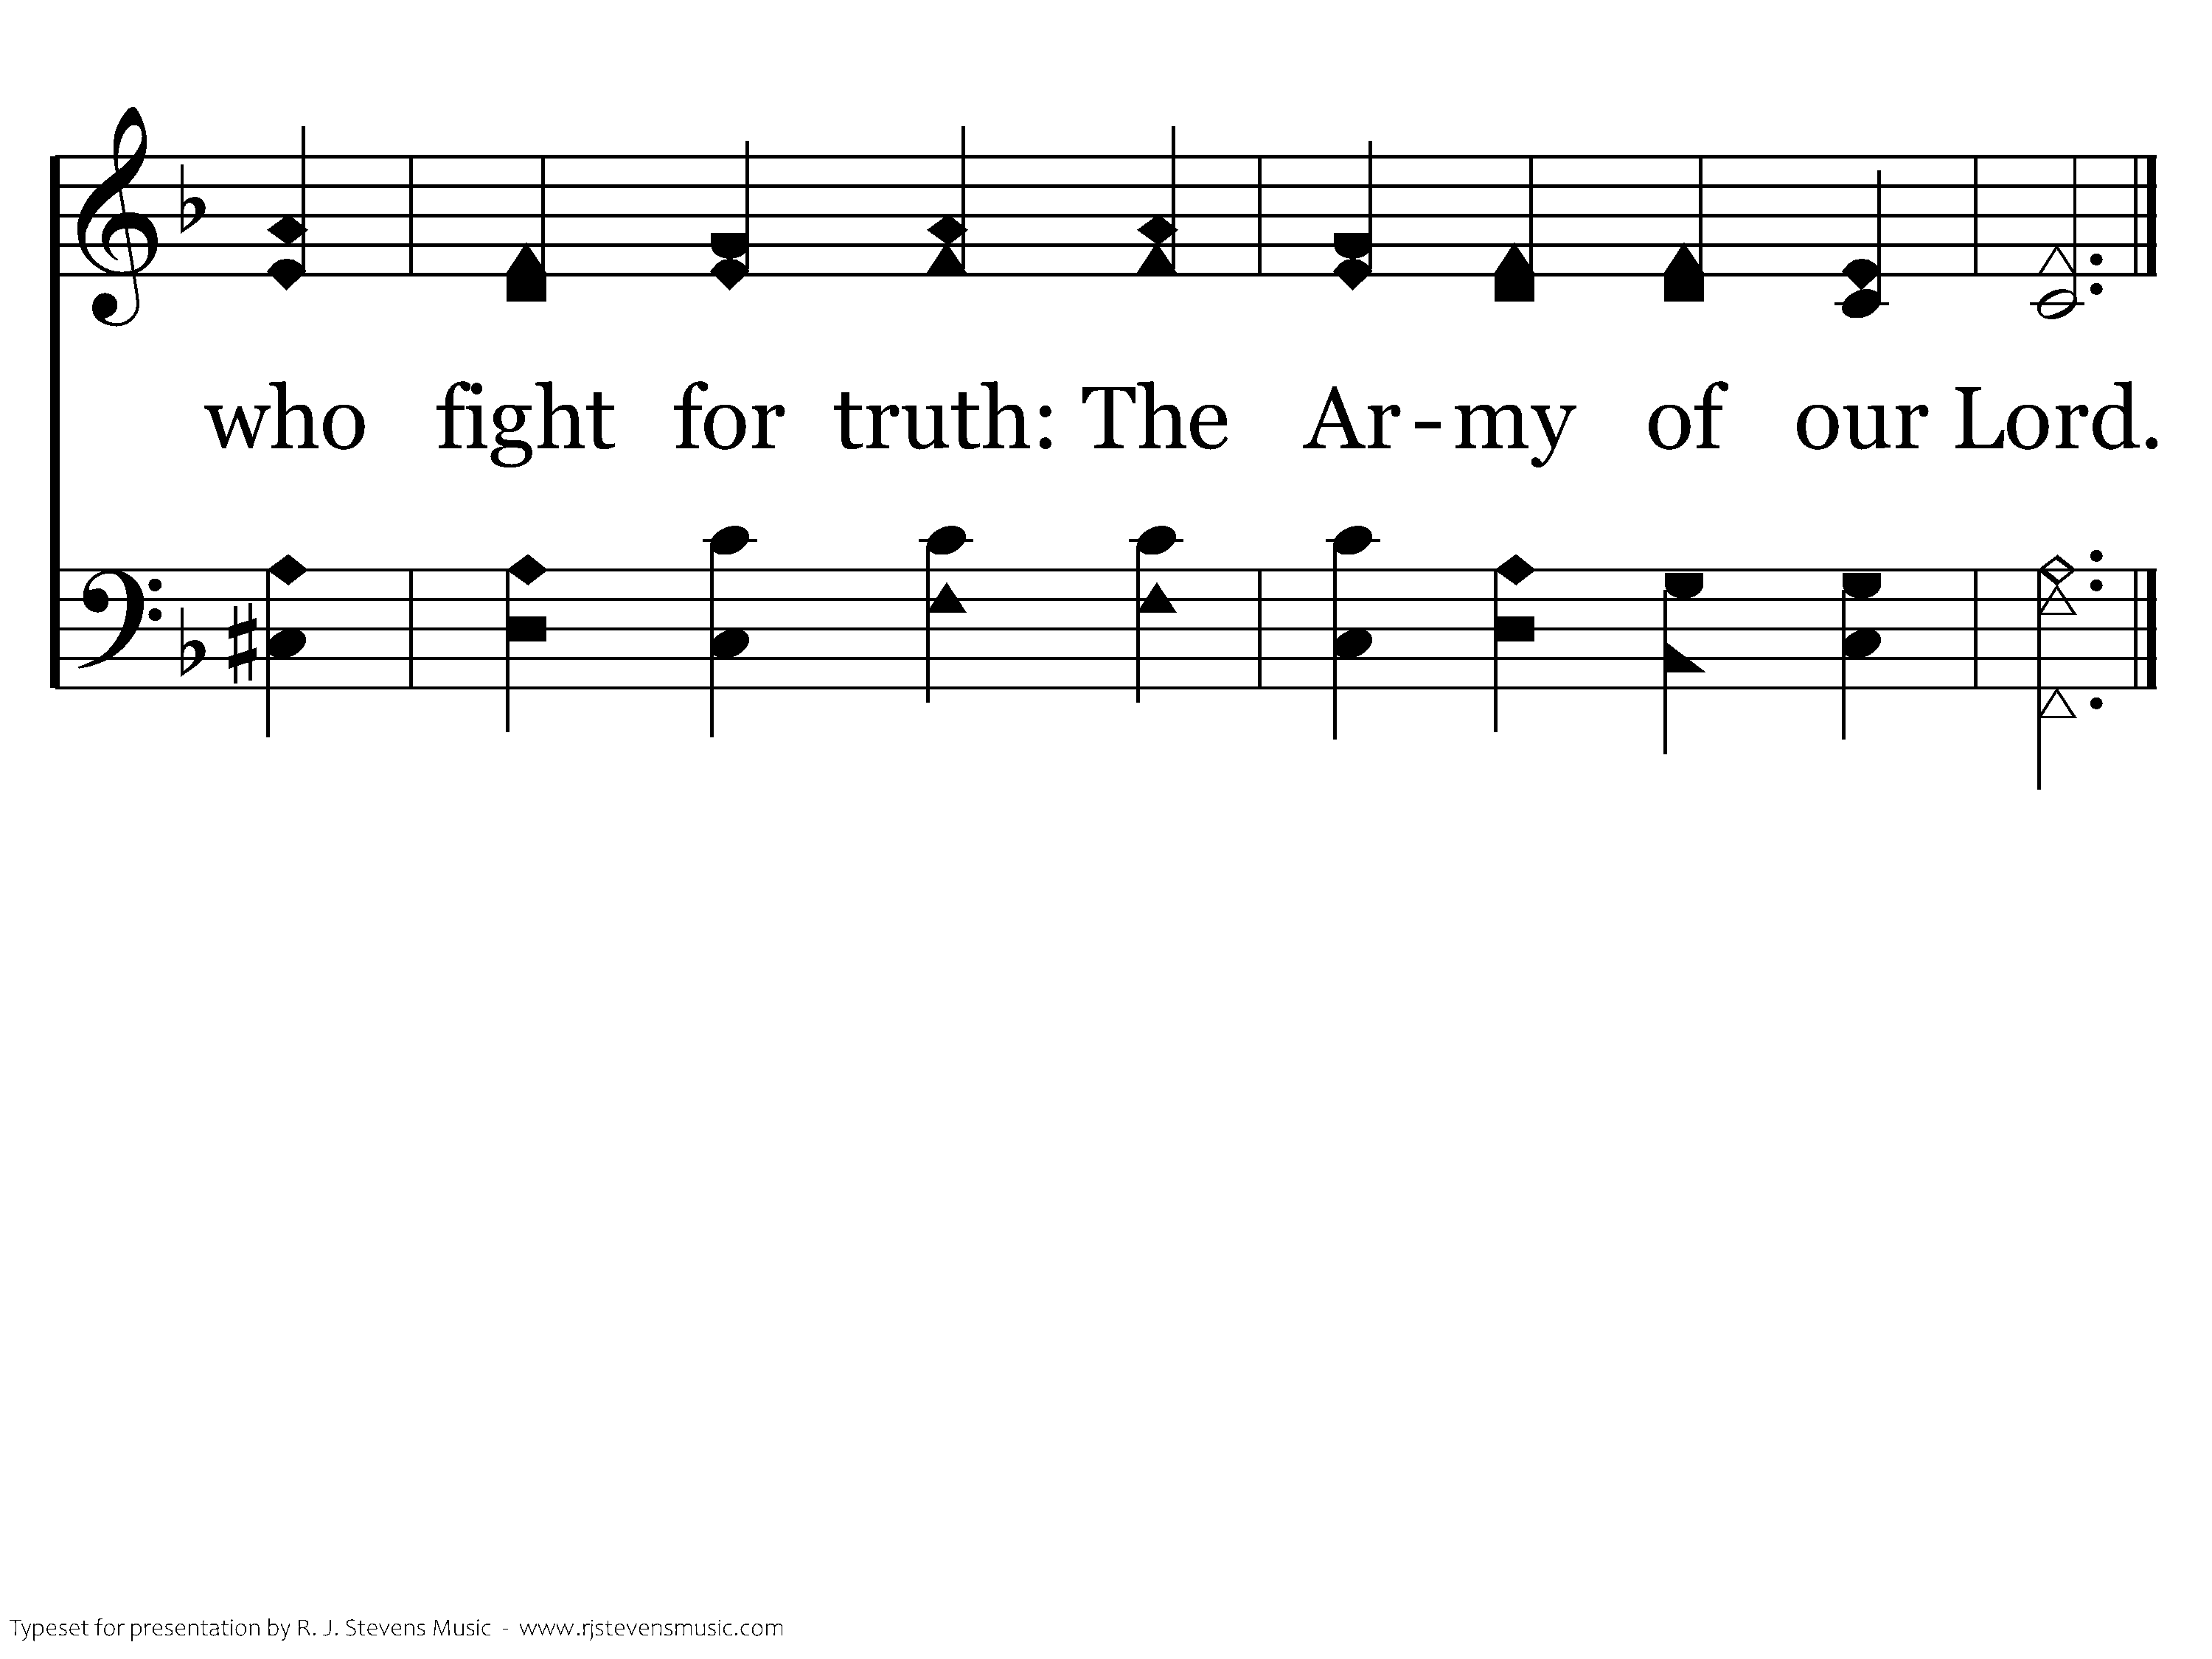 who fight for truth: The Ar-my of our Lord.
Typeset for presentation by R. J. Stevens Music - www.rjstevensmusic.com